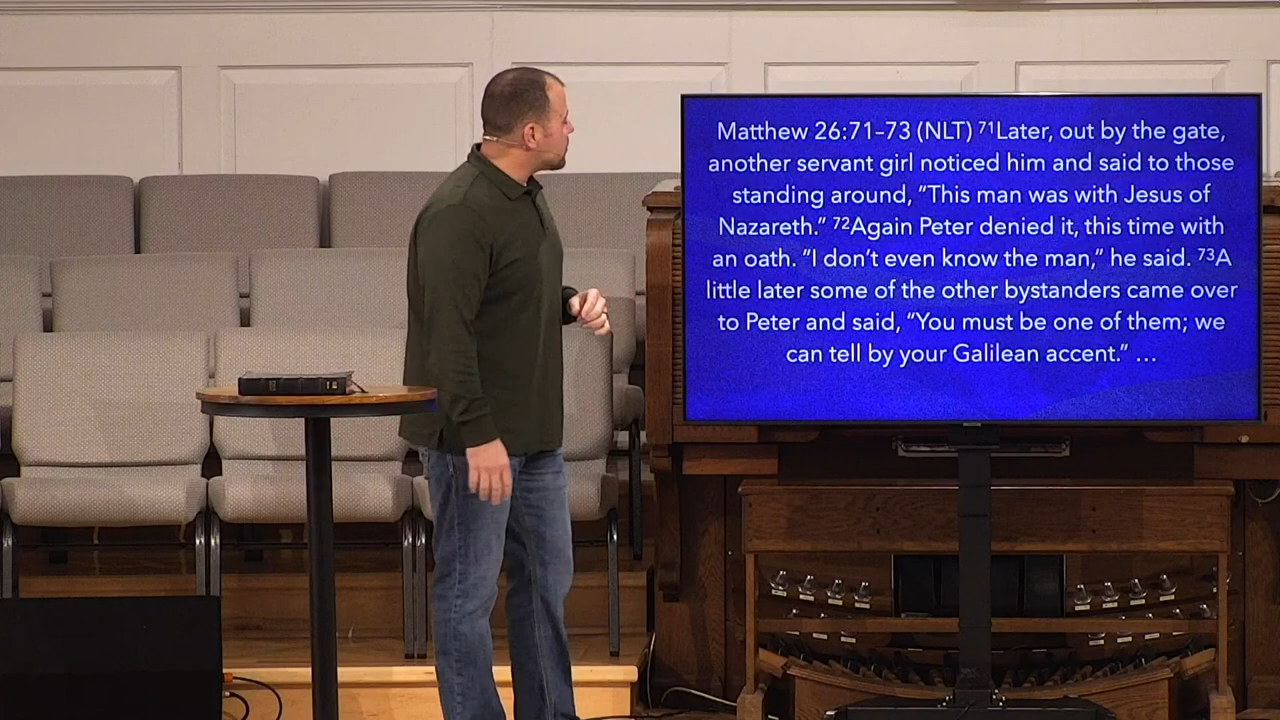 Matthew 26:71–73 (NLT) ⁷¹Later, out by the gate,
another servant girl noticed him and said to those
standing around, “This man was with Jesus of
Nazareth.” ⁷²Again Peter denied it, this time with
an oath. “I don’t even know the man,” he said. ⁷³A
little later some of the other bystanders came over
to Peter and said, “You must be one of them; we
can tell by your Galilean accent.” …